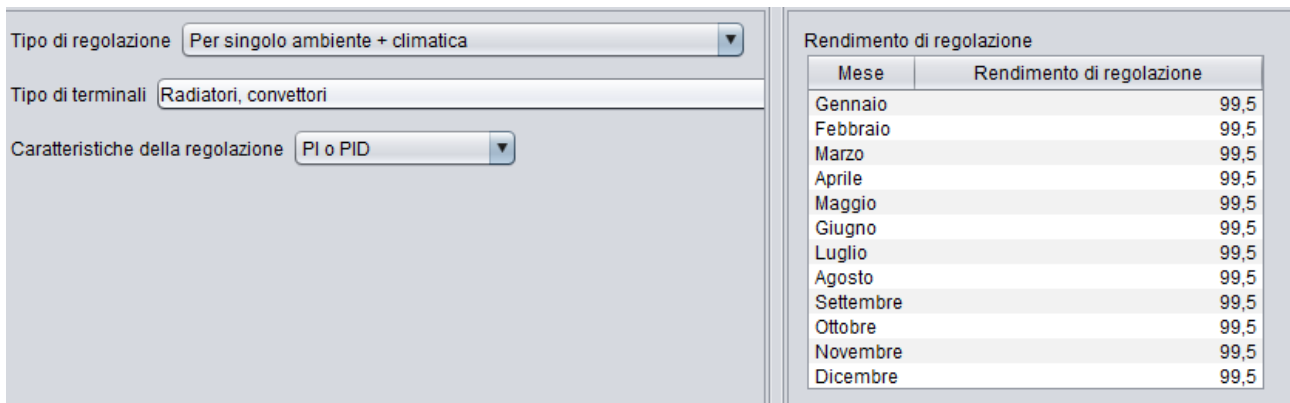 Tipo di regolazione Per singolo ambiente + climatica
Tipo di terminali Radiatori, convettori
Caratteristiche della regolazione PI o PID
Rendimento di regolazione
Mese Rendimento di regolazione
Gennaio 99,5
Febbraio 99,5
Marzo 99,5
Aprile 99,5
Maggio 99,5
Giugno 99,5
Luglio 99,5
Agosto 99,5
Settembre 99,5
Ottobre 99,5
Novembre 99,5
Dicembre 99,5